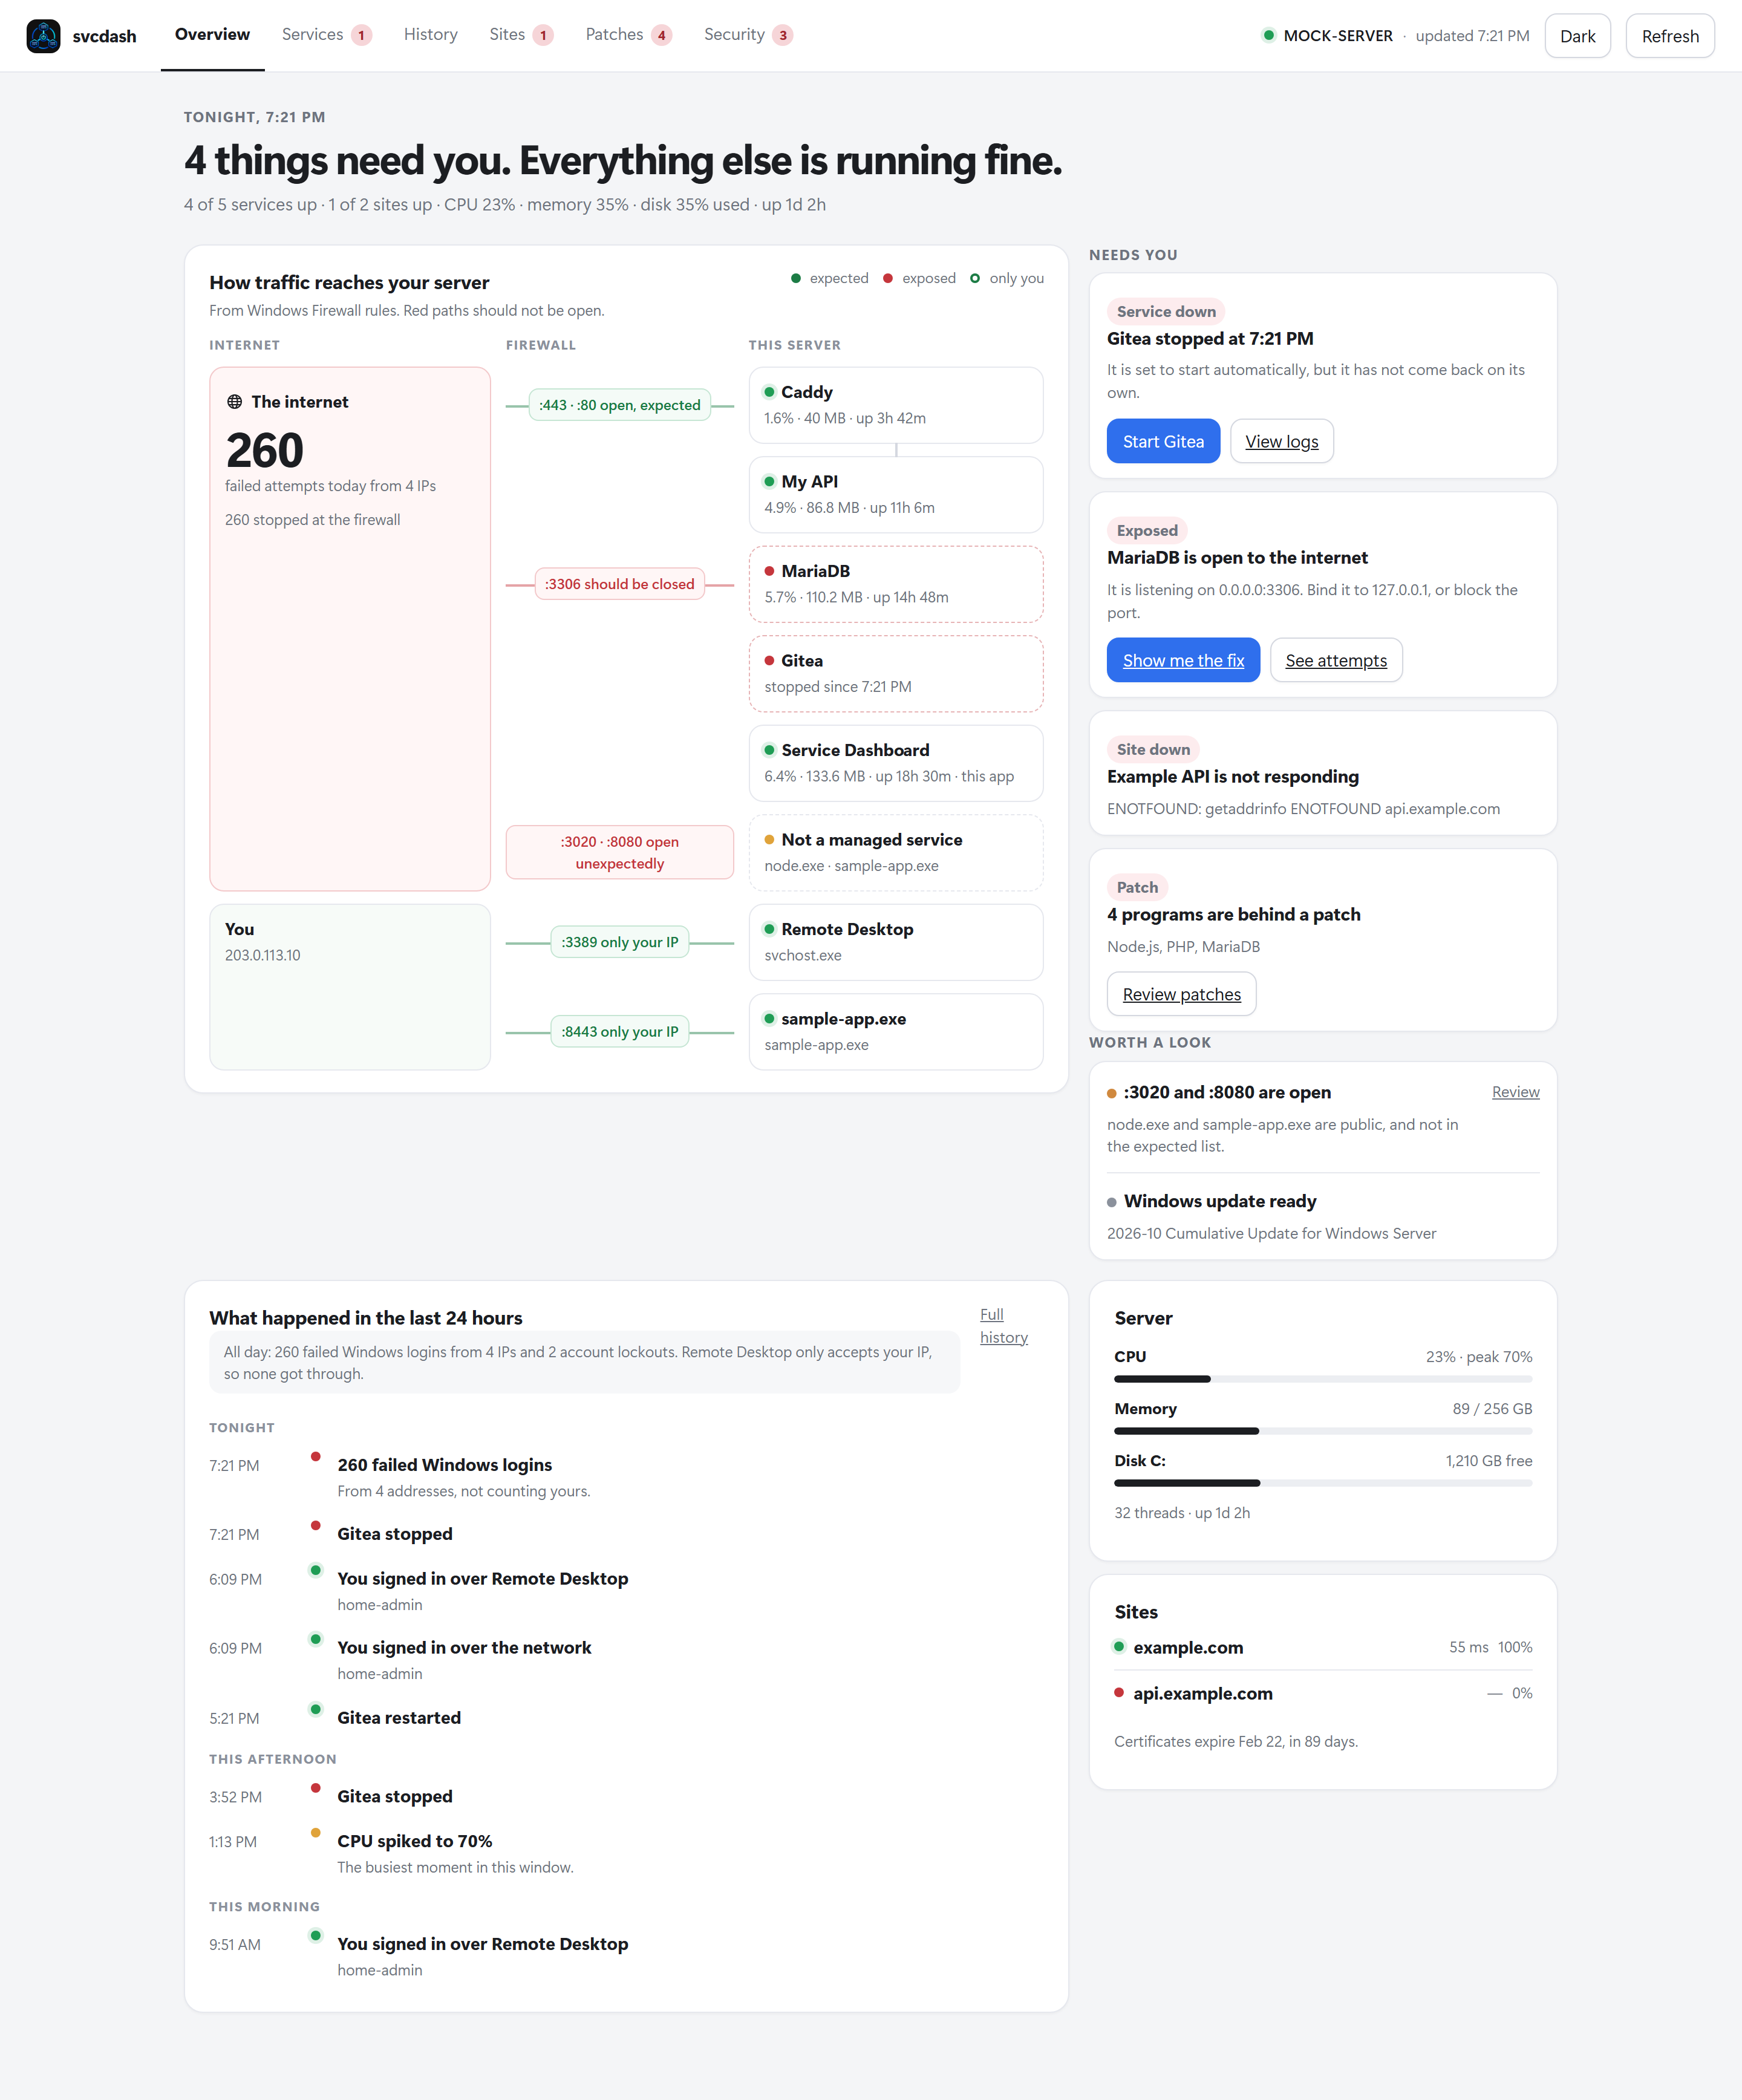 svcdash
Overview
Services 1
History
Sites 1
Patches 4
Security 3
MOCK-SERVER · updated 7:21 PM
Dark
Refresh
TONIGHT, 7:21 PM
4 things need you. Everything else is running fine.
4 of 5 services up · 1 of 2 sites up · CPU 23% · memory 35% · disk 35% used · up 1d 2h
How traffic reaches your server
expected
exposed
only you
From Windows Firewall rules. Red paths should not be open.
INTERNET
FIREWALL
THIS SERVER
The internet
260
failed attempts today from 4 IPs
260 stopped at the firewall
:443 · :80 open, expected
Caddy
1.6% · 40 MB · up 3h 42m
My API
4.9% · 86.8 MB · up 11h 6m
:3306 should be closed
MariaDB
5.7% · 110.2 MB · up 14h 48m
Gitea
stopped since 7:21 PM
Service Dashboard
6.4% · 133.6 MB · up 18h 30m · this app
:3020 · :8080 open
unexpectedly
Not a managed service
node.exe · sample-app.exe
You
203.0.113.10
:3389 only your IP
Remote Desktop
svchost.exe
:8443 only your IP
sample-app.exe
sample-app.exe
NEEDS YOU
Service down
Gitea stopped at 7:21 PM
It is set to start automatically, but it has not come back on its
own.
Start Gitea
View logs
Exposed
MariaDB is open to the internet
It is listening on 0.0.0.0:3306. Bind it to 127.0.0.1, or block the
port.
Show me the fix
See attempts
Site down
Example API is not responding
ENOTFOUND: getaddrinfo ENOTFOUND api.example.com
Patch
4 programs are behind a patch
Node.js, PHP, MariaDB
Review patches
WORTH A LOOK
:3020 and :8080 are open
Review
node.exe and sample-app.exe are public, and not in
the expected list.
Windows update ready
2026-10 Cumulative Update for Windows Server
What happened in the last 24 hours
Full
history
All day: 260 failed Windows logins from 4 IPs and 2 account lockouts. Remote Desktop only accepts your IP,
so none got through.
TONIGHT
7:21 PM
260 failed Windows logins
From 4 addresses, not counting yours.
7:21 PM
Gitea stopped
6:09 PM
You signed in over Remote Desktop
home-admin
6:09 PM
You signed in over the network
home-admin
5:21 PM
Gitea restarted
THIS AFTERNOON
3:52 PM
Gitea stopped
1:13 PM
CPU spiked to 70%
The busiest moment in this window.
THIS MORNING
9:51 AM
You signed in over Remote Desktop
home-admin
Server
CPU
23% · peak 70%
Memory
89 / 256 GB
Disk C:
1,210 GB free
32 threads · up 1d 2h
Sites
example.com
55 ms 100%
api.example.com
— 0%
Certificates expire Feb 22, in 89 days.